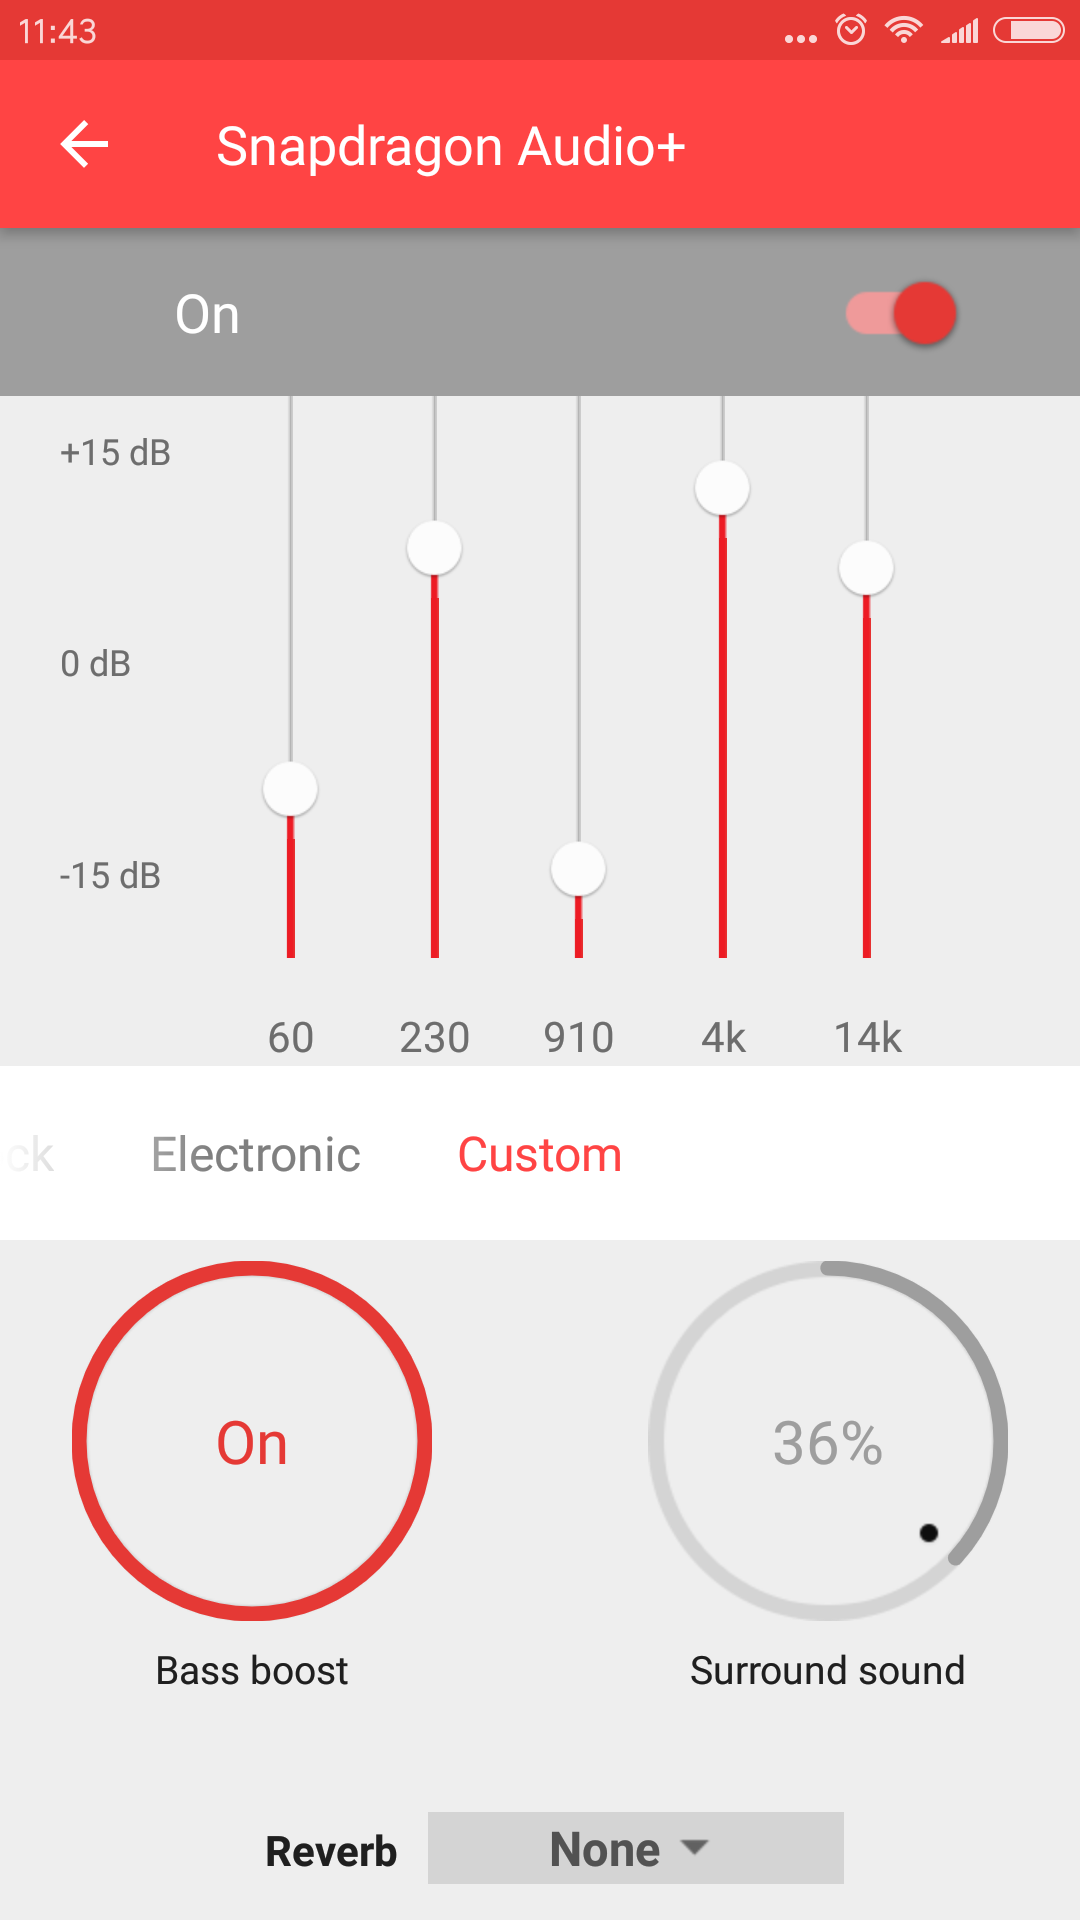 11:43
Snapdragon Audio+
On
+15 dB
0 dB
-15 dB
60 230 910 4k 14k
ck Electronic Custom
On 36%
Bass boost Surround sound
Reverb None